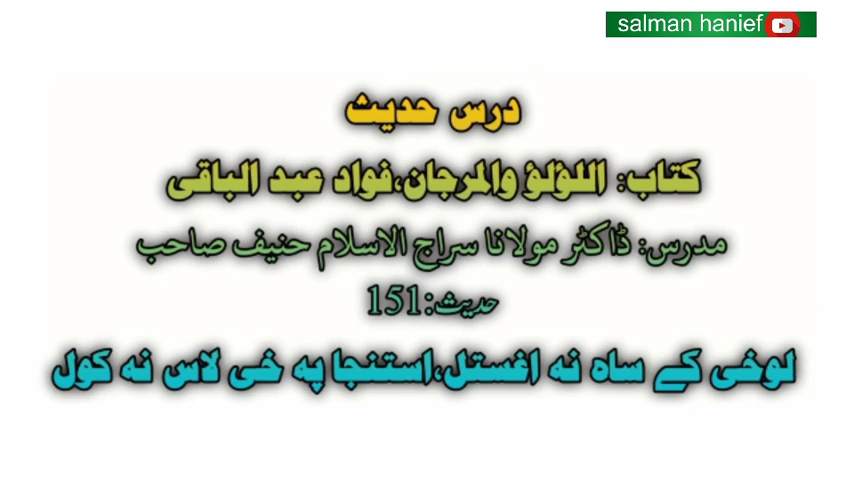 salman hanief
درس حدیث
کتاب: اللؤلؤ والمرجان،فواد عبد الباقی
مدرس: ڈاکٹر مولانا سراج الاسلام حنیف صاحب
حدیث:151
لوخی کے ساہ نہ اغستل،استنجا پہ خی لاس نہ کول